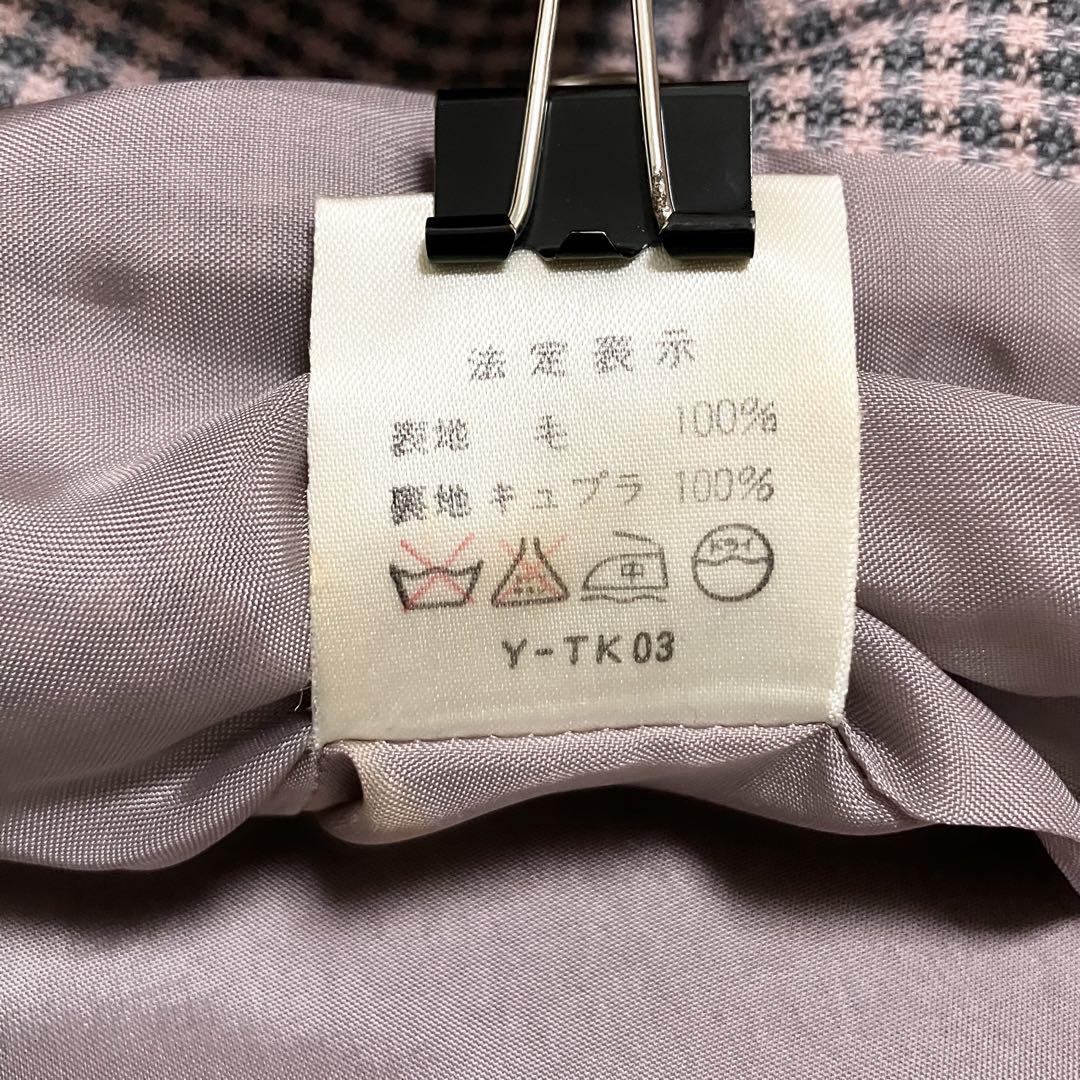 法定表示
表地 毛 100%
裏地 キュプラ 100%
中 ドライ
Y-TK03